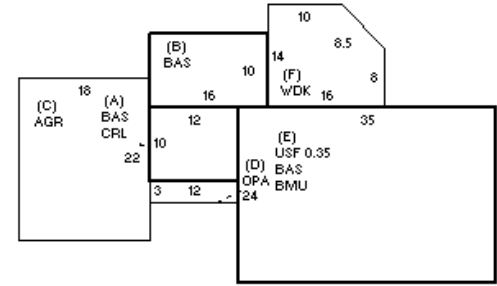 10
(B)
BAS
8.5
14
10
(F)
WDK
8
18
16
16
(C)
AGR
(A)
BAS
CRL
12
35
10
22
(E)
USF 0.35
BAS
BMU
(D)
OPA
3
12
24